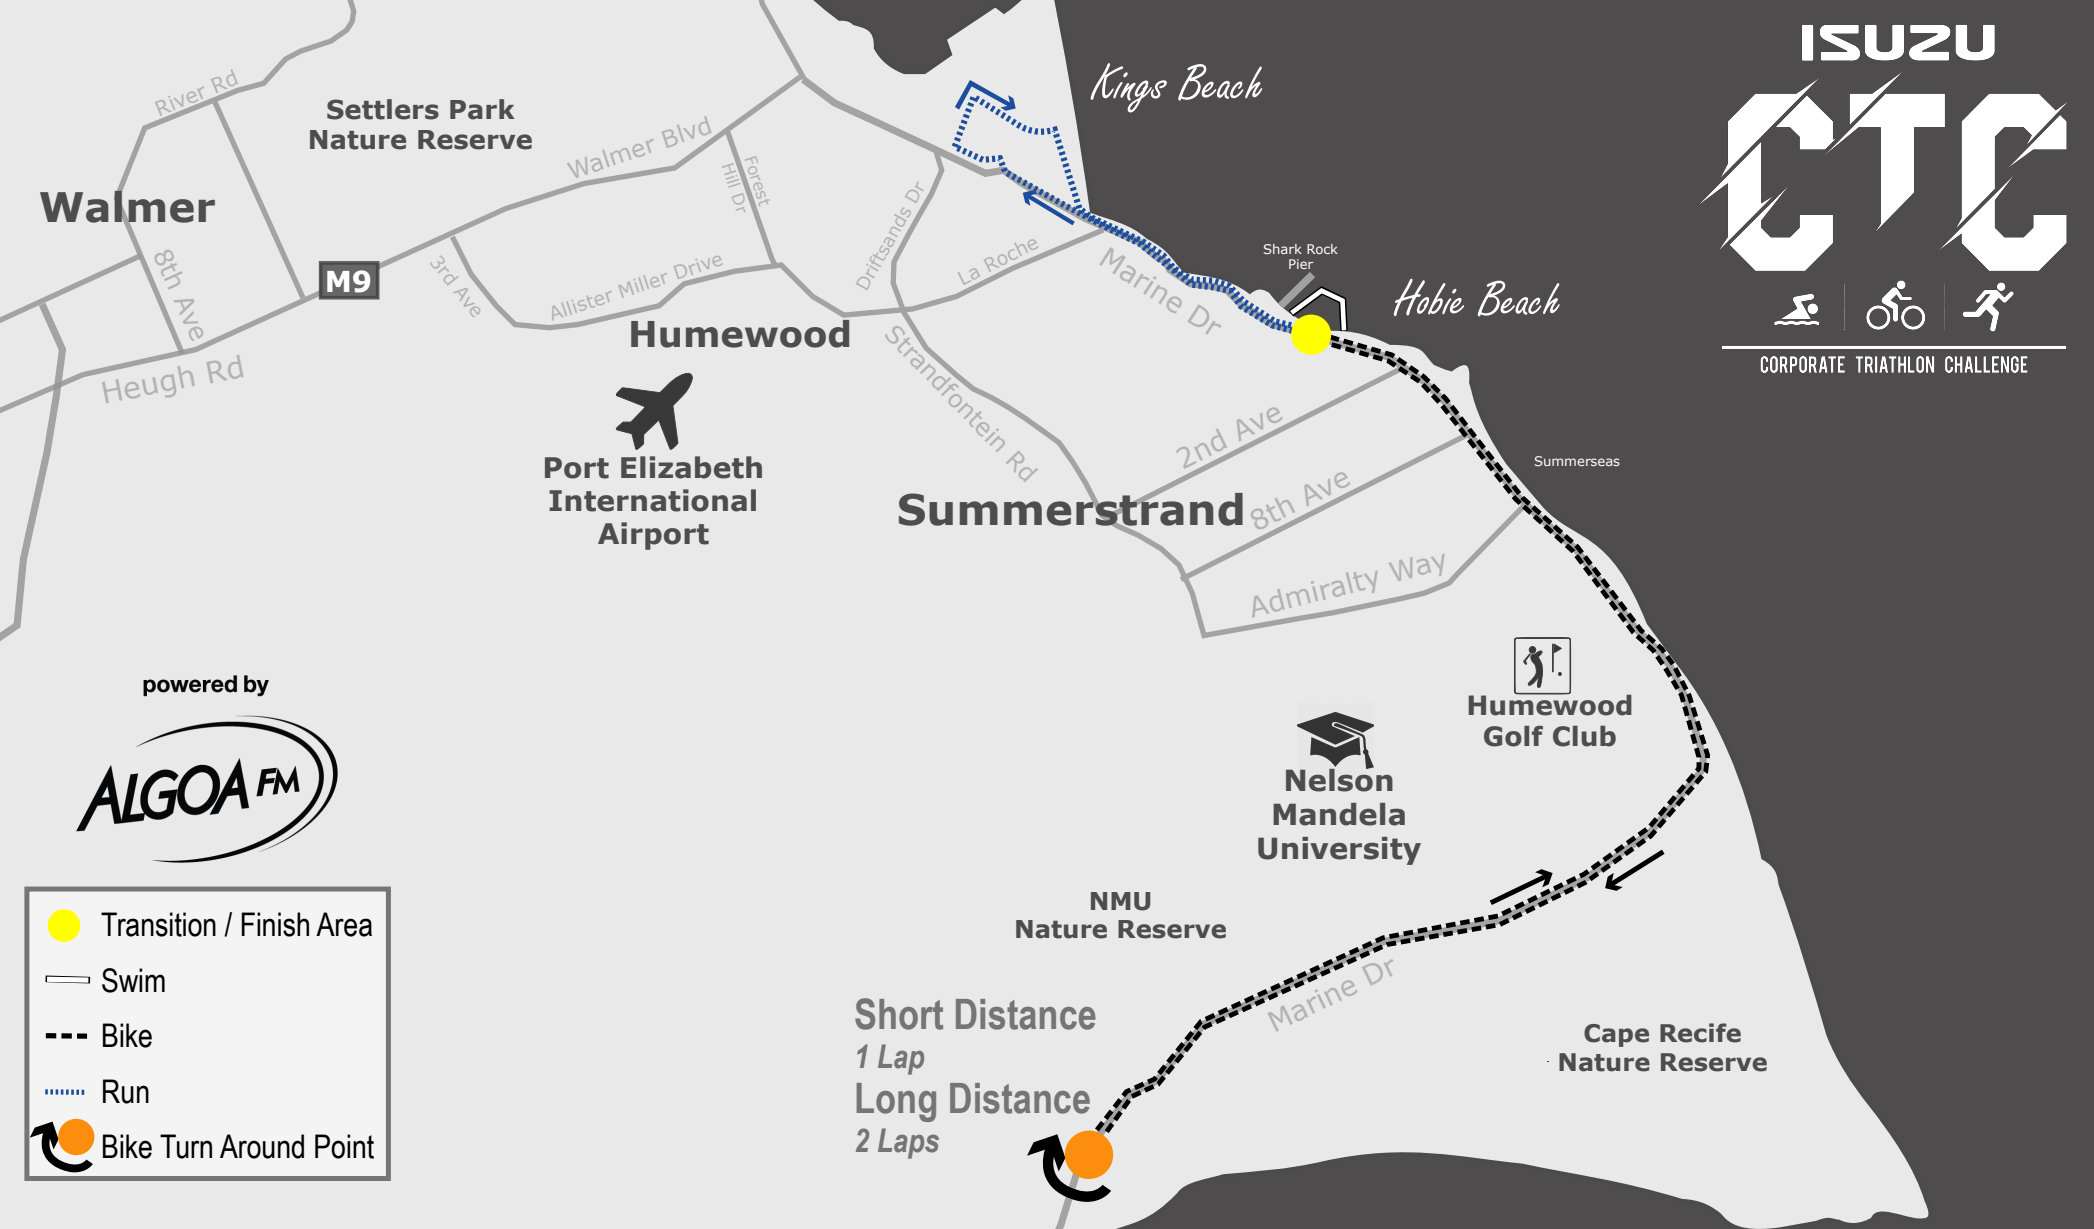 ISUZU
CTC
CORPORATE TRIATHLON CHALLENGE
Kings Beach
Hobie Beach
Shark Rock
Pier
Summerseas
River Rd
Settlers Park
Nature Reserve
Walmer Blvd
Forest
Hill Dr
Walmer
8th Ave
M9
3rd Ave
Allister Miller Drive
Driftsands Dr
La Roche
Marine Dr
Heugh Rd
Humewood
Strandfontein Rd
Port Elizabeth
International
Airport
2nd Ave
Summerstrand
8th Ave
Admiralty Way
Humewood
Golf Club
Nelson
Mandela
University
NMU
Nature Reserve
Marine Dr
Cape Recife
Nature Reserve
Short Distance
1 Lap
Long Distance
2 Laps
powered by
ALGOA FM
Transition / Finish Area
Swim
Bike
Run
Bike Turn Around Point